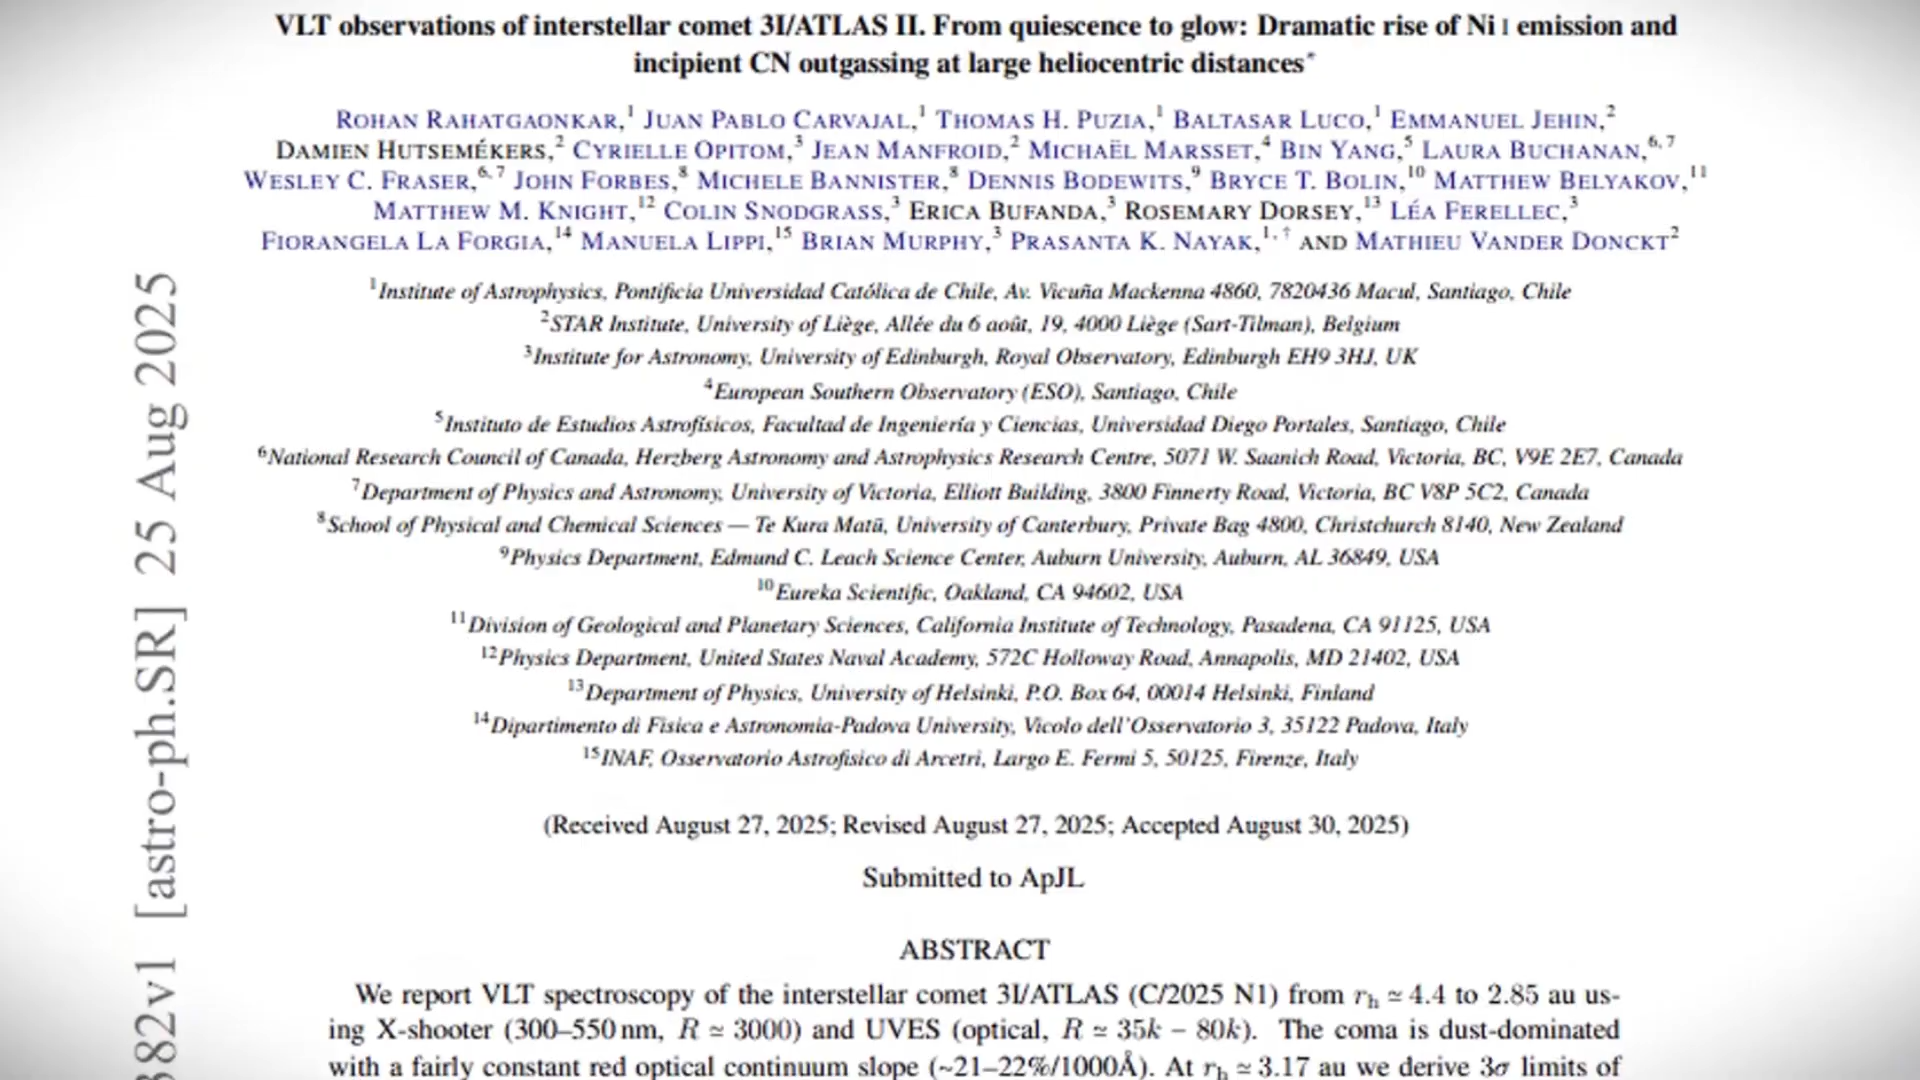 VLT observations of interstellar comet 3I/ATLAS II. From quiescence to glow: Dramatic rise of Ni I emission and
incipient CN outgassing at large heliocentric distances*
Rohan Rahatgaonkar,1 Juan Pablo Carvajal,1 Thomas H. Puzia,1 Baltasar Luco,1 Emmanuel Jehin,2
Damien Hutsemékers,2 Cyrielle Opitom,3 Jean Manfroid,2 Michaël Marsset,4 Bin Yang,5 Laura Buchanan,6,7
Wesley C. Fraser,6,7 John Forbes,8 Michele Bannister,8 Dennis Bodewits,9 Bryce T. Bolin,10 Matthew Belyakov,11
Matthew M. Knight,12 Colin Snodgrass,3 Erica Bufanda,3 Rosemary Dorsey,13 Léa Ferellec,3
Fiorangela La Forgia,14 Manuela Lippi,15 Brian Murphy,3 Prasanta K. Nayak,1,† and Mathieu Vander Donckt2
1Institute of Astrophysics, Pontificia Universidad Católica de Chile, Av. Vicuña Mackenna 4860, 7820436 Macul, Santiago, Chile
2STAR Institute, University of Liège, Allée du 6 août, 19, 4000 Liège (Sart-Tilman), Belgium
3Institute for Astronomy, University of Edinburgh, Royal Observatory, Edinburgh EH9 3HJ, UK
4European Southern Observatory (ESO), Santiago, Chile
5Instituto de Estudios Astrofísicos, Facultad de Ingeniería y Ciencias, Universidad Diego Portales, Santiago, Chile
6National Research Council of Canada, Herzberg Astronomy and Astrophysics Research Centre, 5071 W. Saanich Road, Victoria, BC, V9E 2E7, Canada
7Department of Physics and Astronomy, University of Victoria, Elliott Building, 3800 Finnerty Road, Victoria, BC V8P 5C2, Canada
8School of Physical and Chemical Sciences — Te Kura Matū, University of Canterbury, Private Bag 4800, Christchurch 8140, New Zealand
9Physics Department, Edmund C. Leach Science Center, Auburn University, Auburn, AL 36849, USA
10Eureka Scientific, Oakland, CA 94602, USA
11Division of Geological and Planetary Sciences, California Institute of Technology, Pasadena, CA 91125, USA
12Physics Department, United States Naval Academy, 572C Holloway Road, Annapolis, MD 21402, USA
13Department of Physics, University of Helsinki, P.O. Box 64, 00014 Helsinki, Finland
14Dipartimento di Fisica e Astronomia-Padova University, Vicolo dell'Osservatorio 3, 35122 Padova, Italy
15INAF, Osservatorio Astrofisico di Arcetri, Largo E. Fermi 5, 50125, Firenze, Italy
(Received August 27, 2025; Revised August 27, 2025; Accepted August 30, 2025)
Submitted to ApJL
ABSTRACT
We report VLT spectroscopy of the interstellar comet 3I/ATLAS (C/2025 N1) from rh ≃ 4.4 to 2.85 au us-
ing X-shooter (300–550 nm, R ≃ 3000) and UVES (optical, R ≃ 35k − 80k). The coma is dust-dominated
with a fairly constant red optical continuum slope (~21–22%/1000Å). At rh ≃ 3.17 au we derive 3σ limits of
382v1 [astro-ph.SR] 25 Aug 2025